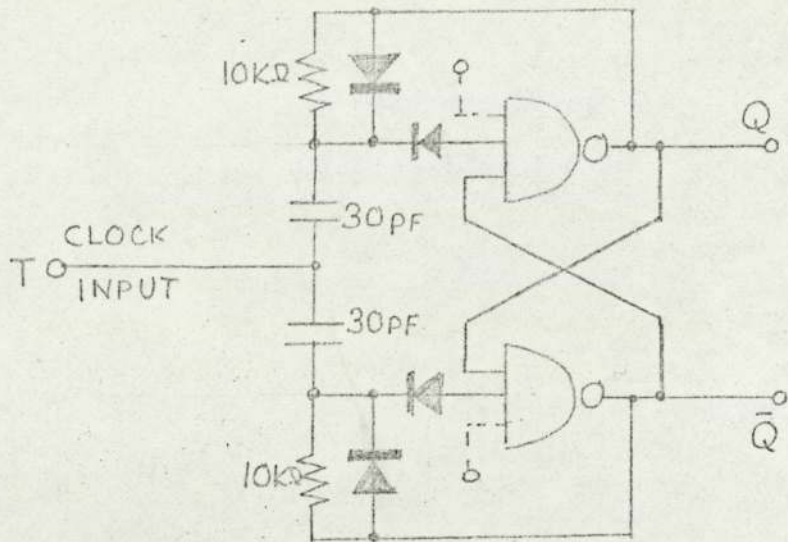 10KΩ
Q
30PF
CLOCK
T
INPUT
30PF
10KΩ
Q̄